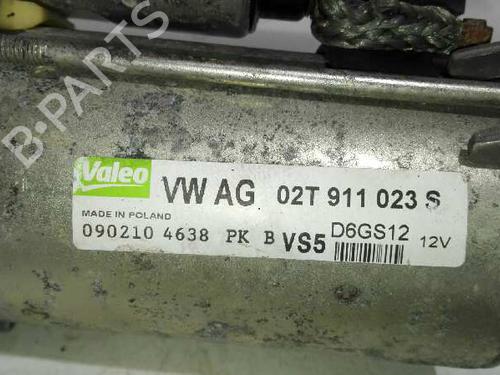 B-PARTS
Valeo VW AG 02T 911 023 S
MADE IN POLAND
090210 4638 PK B VS5 D6GS12 12V